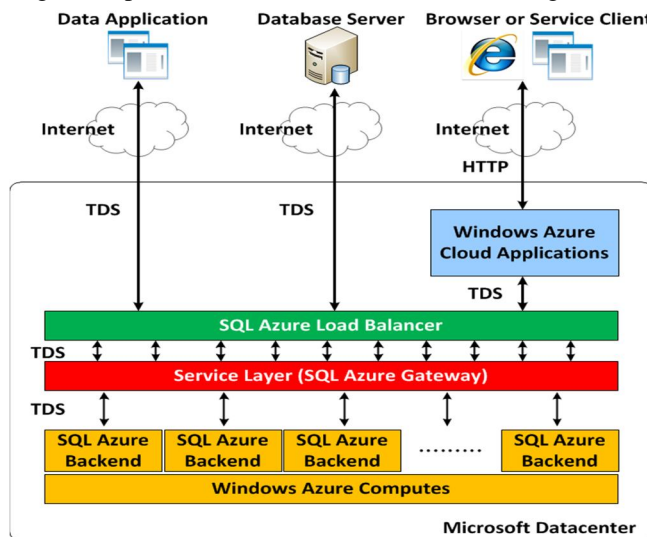 Data Application
Database Server
Browser or Service Client
Internet
Internet
Internet
HTTP
TDS
TDS
Windows Azure
Cloud Applications
TDS
SQL Azure Load Balancer
TDS
Service Layer (SQL Azure Gateway)
TDS
SQL Azure
Backend
SQL Azure
Backend
SQL Azure
Backend
.........
SQL Azure
Backend
Windows Azure Computes
Microsoft Datacenter